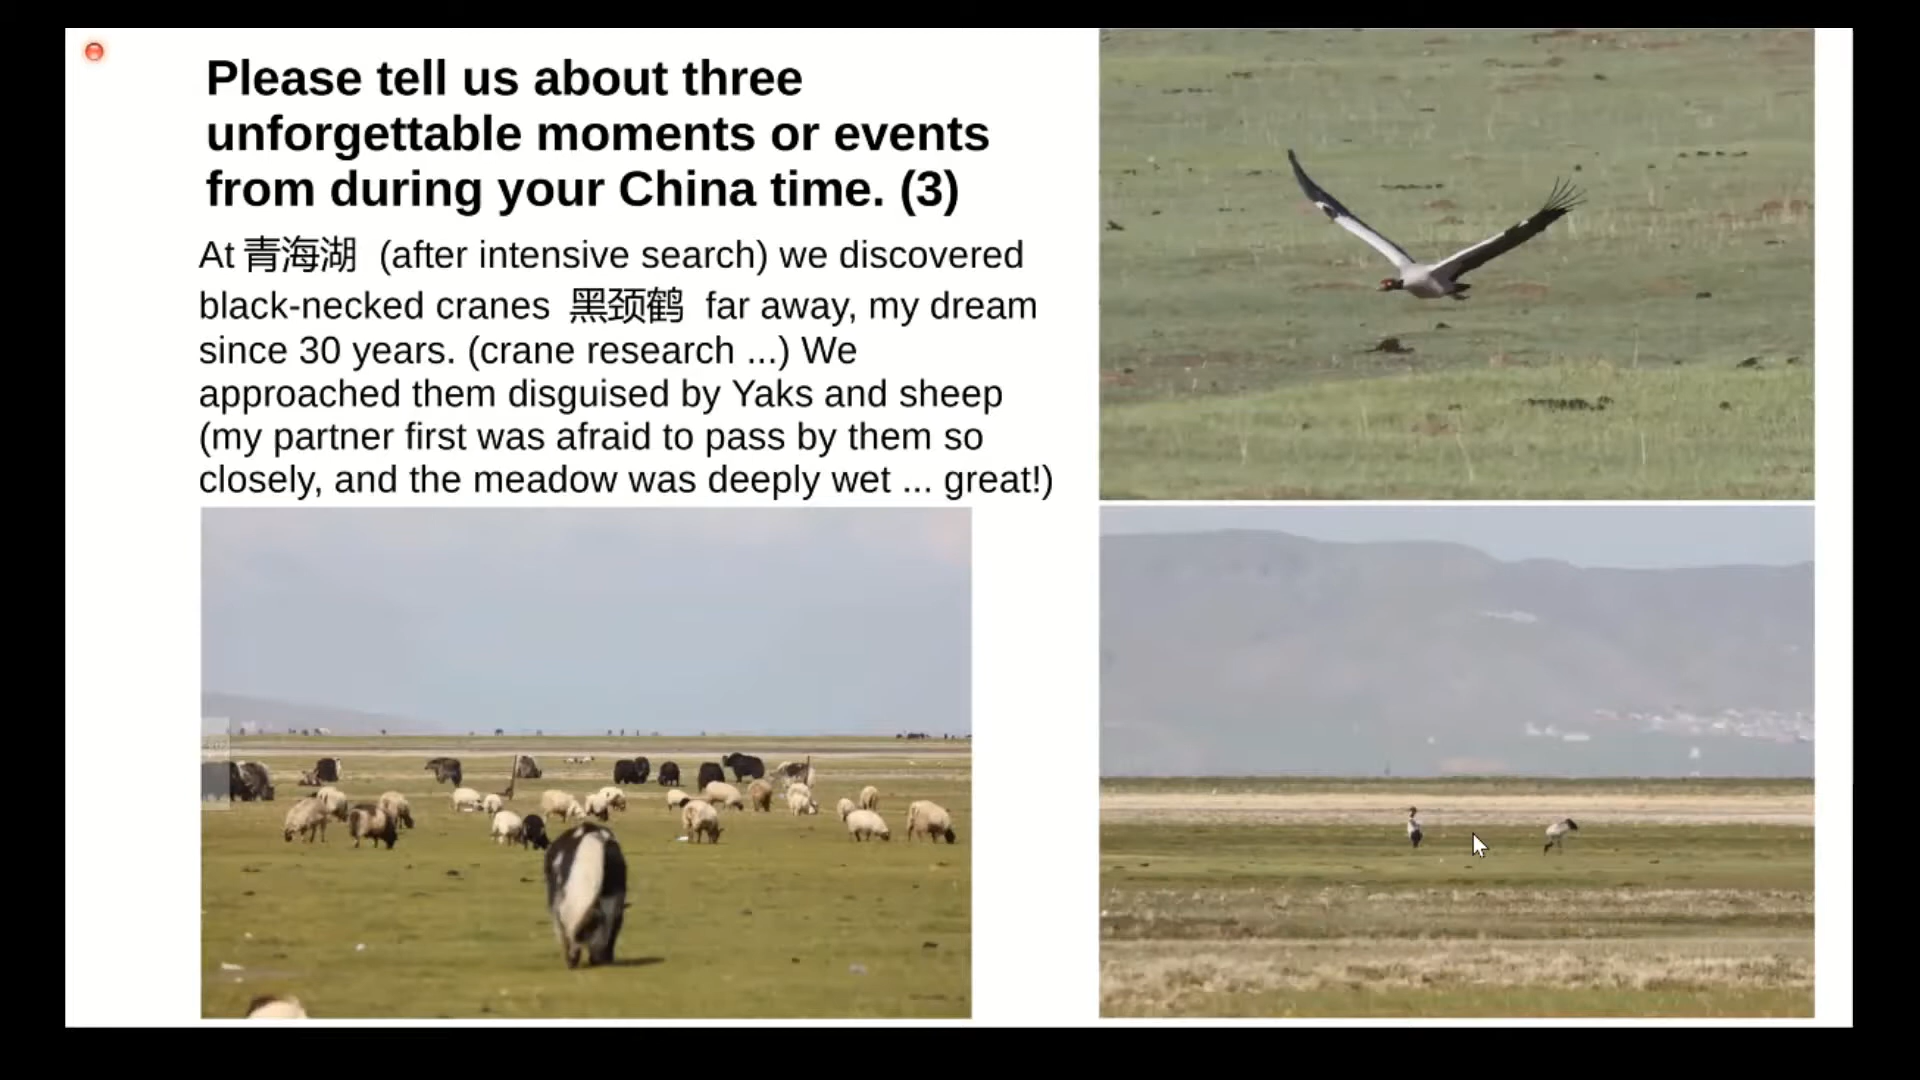 Please tell us about three
unforgettable moments or events
from during your China time. (3)
At 青海湖 (after intensive search) we discovered
black-necked cranes 黑颈鹤 far away, my dream
since 30 years. (crane research ...) We
approached them disguised by Yaks and sheep
(my partner first was afraid to pass by them so
closely, and the meadow was deeply wet ... great!)